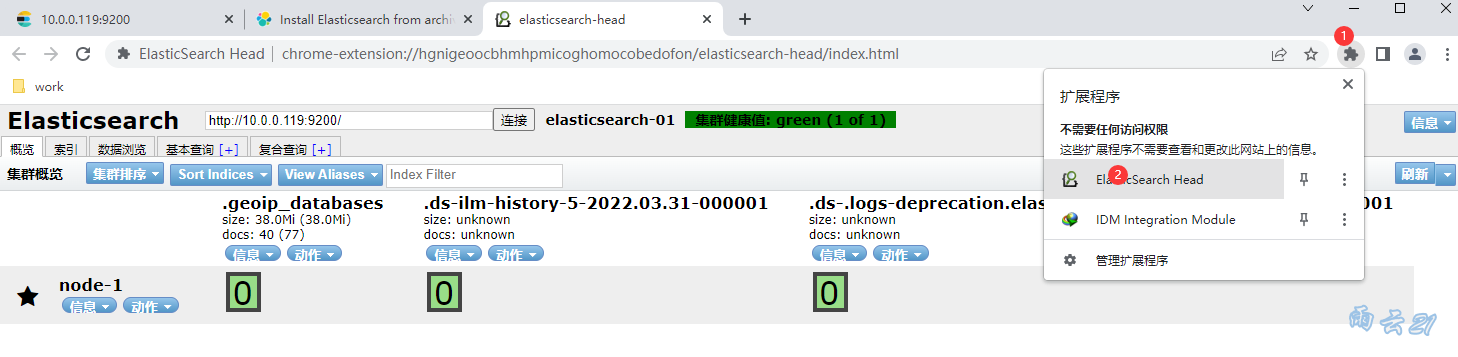 10.0.0.119:9200
Install Elasticsearch from archi
elasticsearch-head
ElasticSearch Head | chrome-extension://hgnigeoocbhmhpmicoghomocobedofon/elasticsearch-head/index.html
1
work
扩展程序
不需要任何访问权限
这些扩展程序不需要查看和更改此网站上的信息。
ElasticSearch Head
2
IDM Integration Module
管理扩展程序
Elasticsearch
http://10.0.0.119:9200/
连接
elasticsearch-01
集群健康值: green (1 of 1)
信息
概览 索引 数据浏览 基本查询 [+] 复合查询 [+]
集群概览 集群排序 Sort Indices View Aliases Index Filter
刷新
.geoip_databases
size: 38.0Mi (38.0Mi)
docs: 40 (77)
信息 动作
.ds-ilm-history-5-2022.03.31-000001
size: unknown
docs: unknown
信息 动作
.ds-.logs-deprecation.elas
size: unknown
docs: unknown
信息 动作
node-1
信息 动作
0 0 0
雨云21